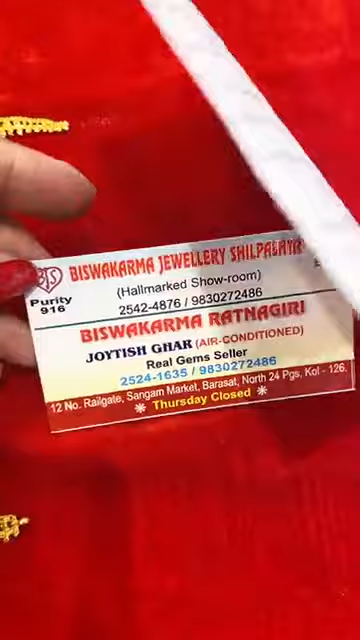 BJS
Purity
916
BISWAKARMA JEWELLERY SHILPALAYA
(Hallmarked Show-room)
2542-4876 / 9830272486
BISWAKARMA RATNAGIRI
JOYTISH GHAR (AIR-CONDITIONED)
Real Gems Seller
2524-1635 / 9830272486
12 No. Railgate, Sangam Market, Barasat, North 24 Pgs, Kol - 126.
✻ Thursday Closed ✻